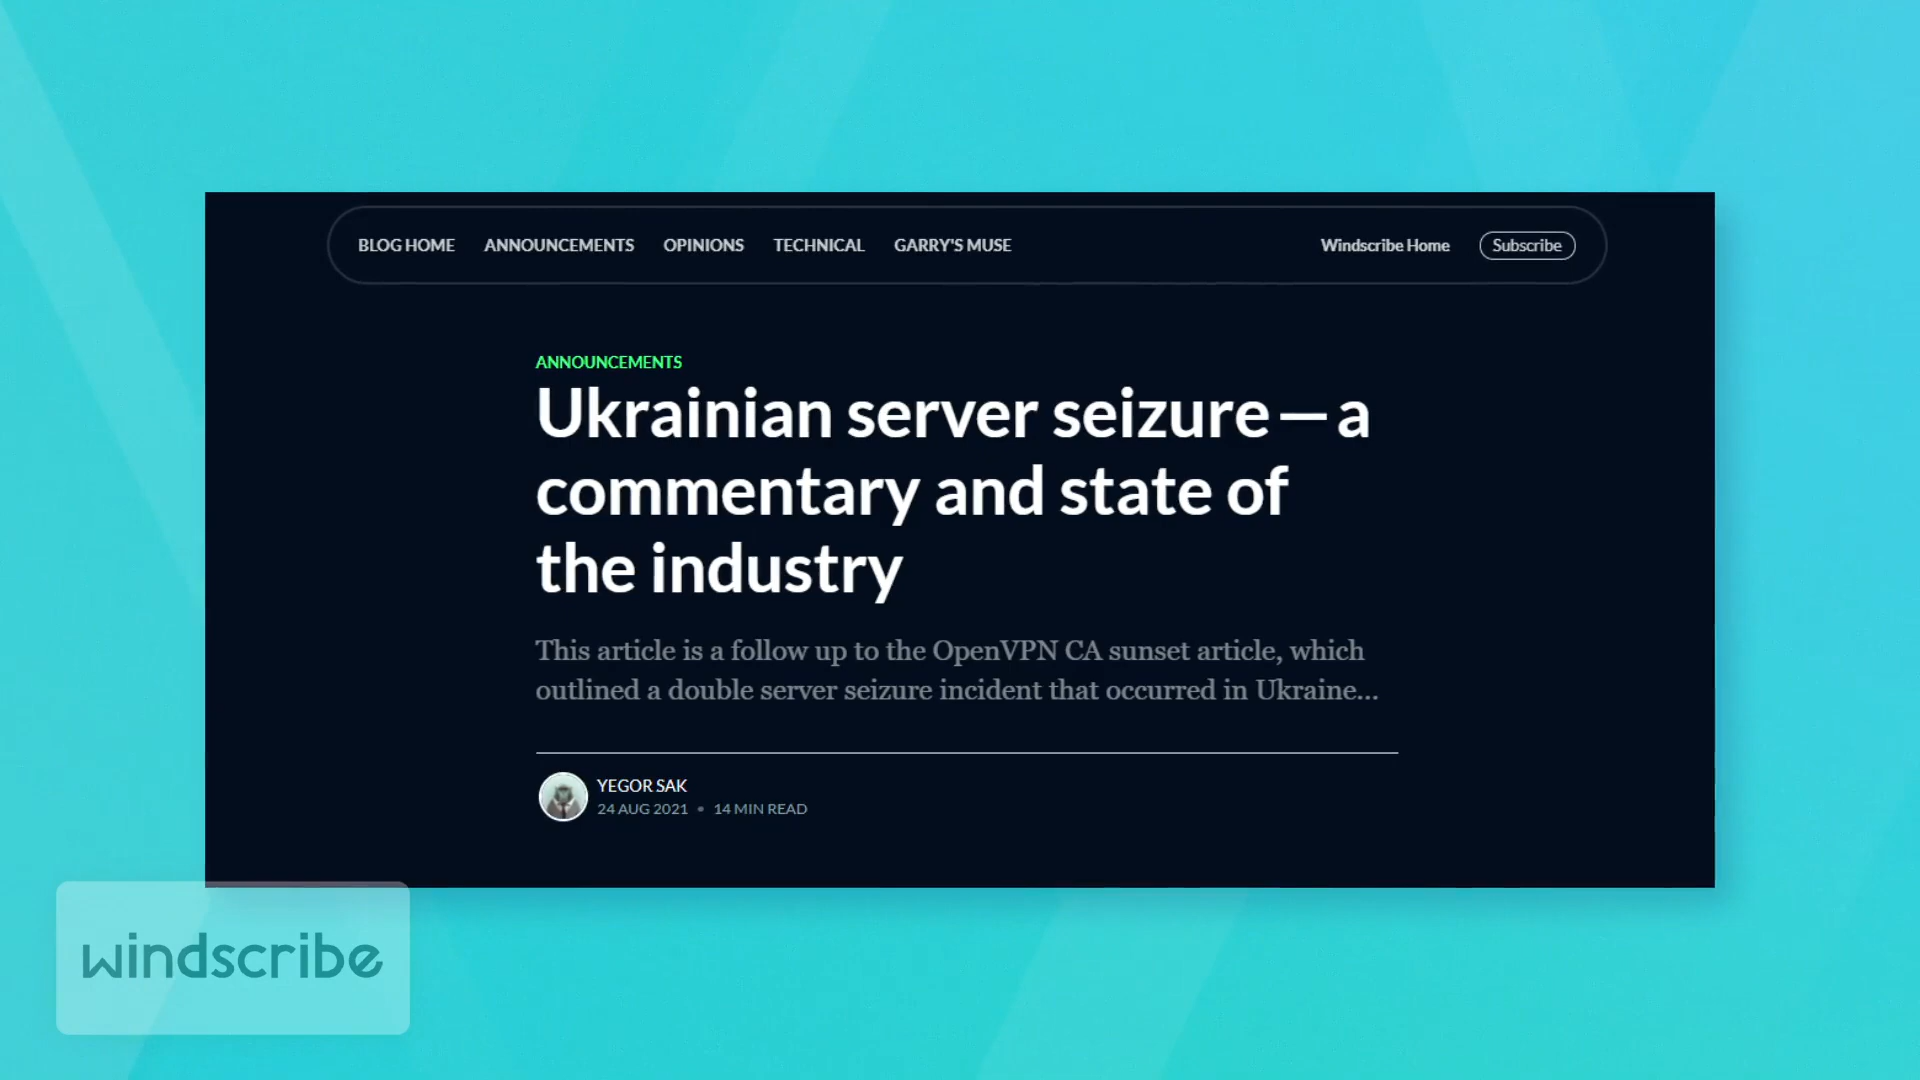 BLOG HOME ANNOUNCEMENTS OPINIONS TECHNICAL GARRY'S MUSE Windscribe Home Subscribe
ANNOUNCEMENTS
Ukrainian server seizure — a
commentary and state of
the industry
This article is a follow up to the OpenVPN CA sunset article, which
outlined a double server seizure incident that occurred in Ukraine...
YEGOR SAK
24 AUG 2021 • 14 MIN READ
windscribe